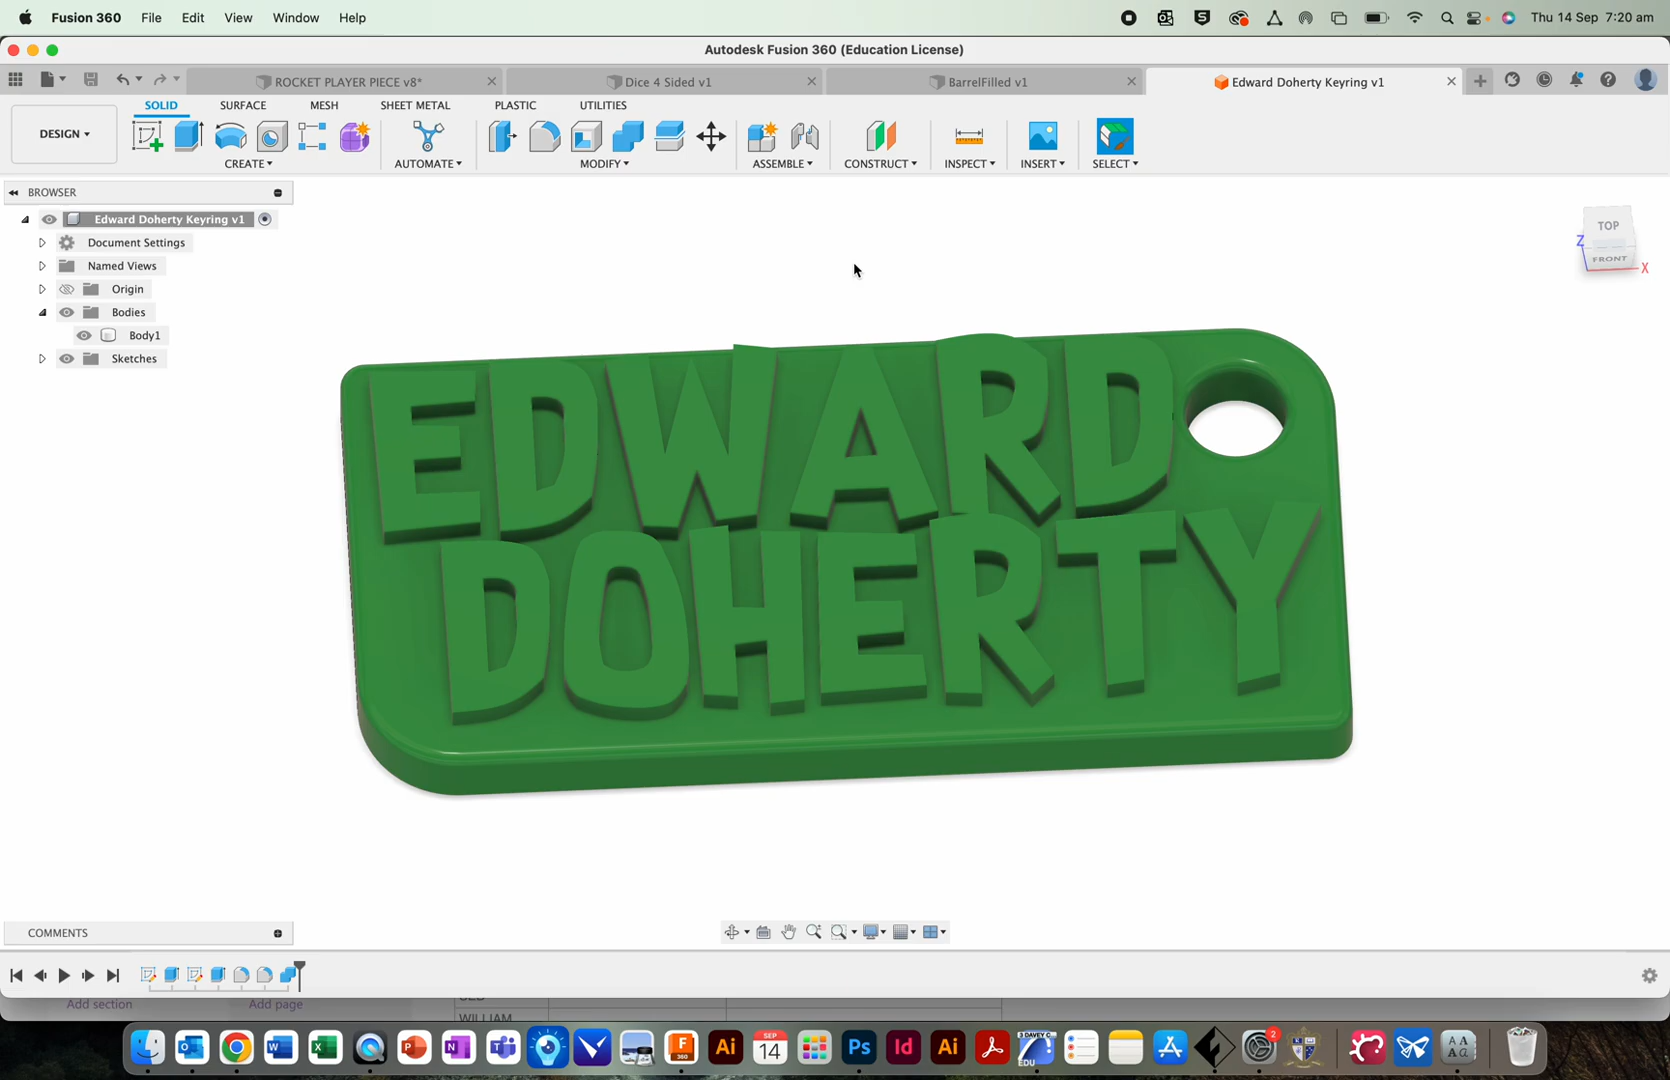 Fusion 360 File Edit View Window Help Thu 14 Sep 7:20 am
Autodesk Fusion 360 (Education License)
ROCKET PLAYER PIECE v8* Dice 4 Sided v1 BarrelFilled v1 Edward Doherty Keyring v1
SOLID SURFACE MESH SHEET METAL PLASTIC UTILITIES
DESIGN
CREATE AUTOMATE MODIFY ASSEMBLE CONSTRUCT INSPECT INSERT SELECT
BROWSER
Edward Doherty Keyring v1
Document Settings
Named Views
Origin
Bodies
Body1
Sketches
TOP
FRONT
Z
X
EDWARD
DOHERTY
COMMENTS
Add section Add page
WILLIAM